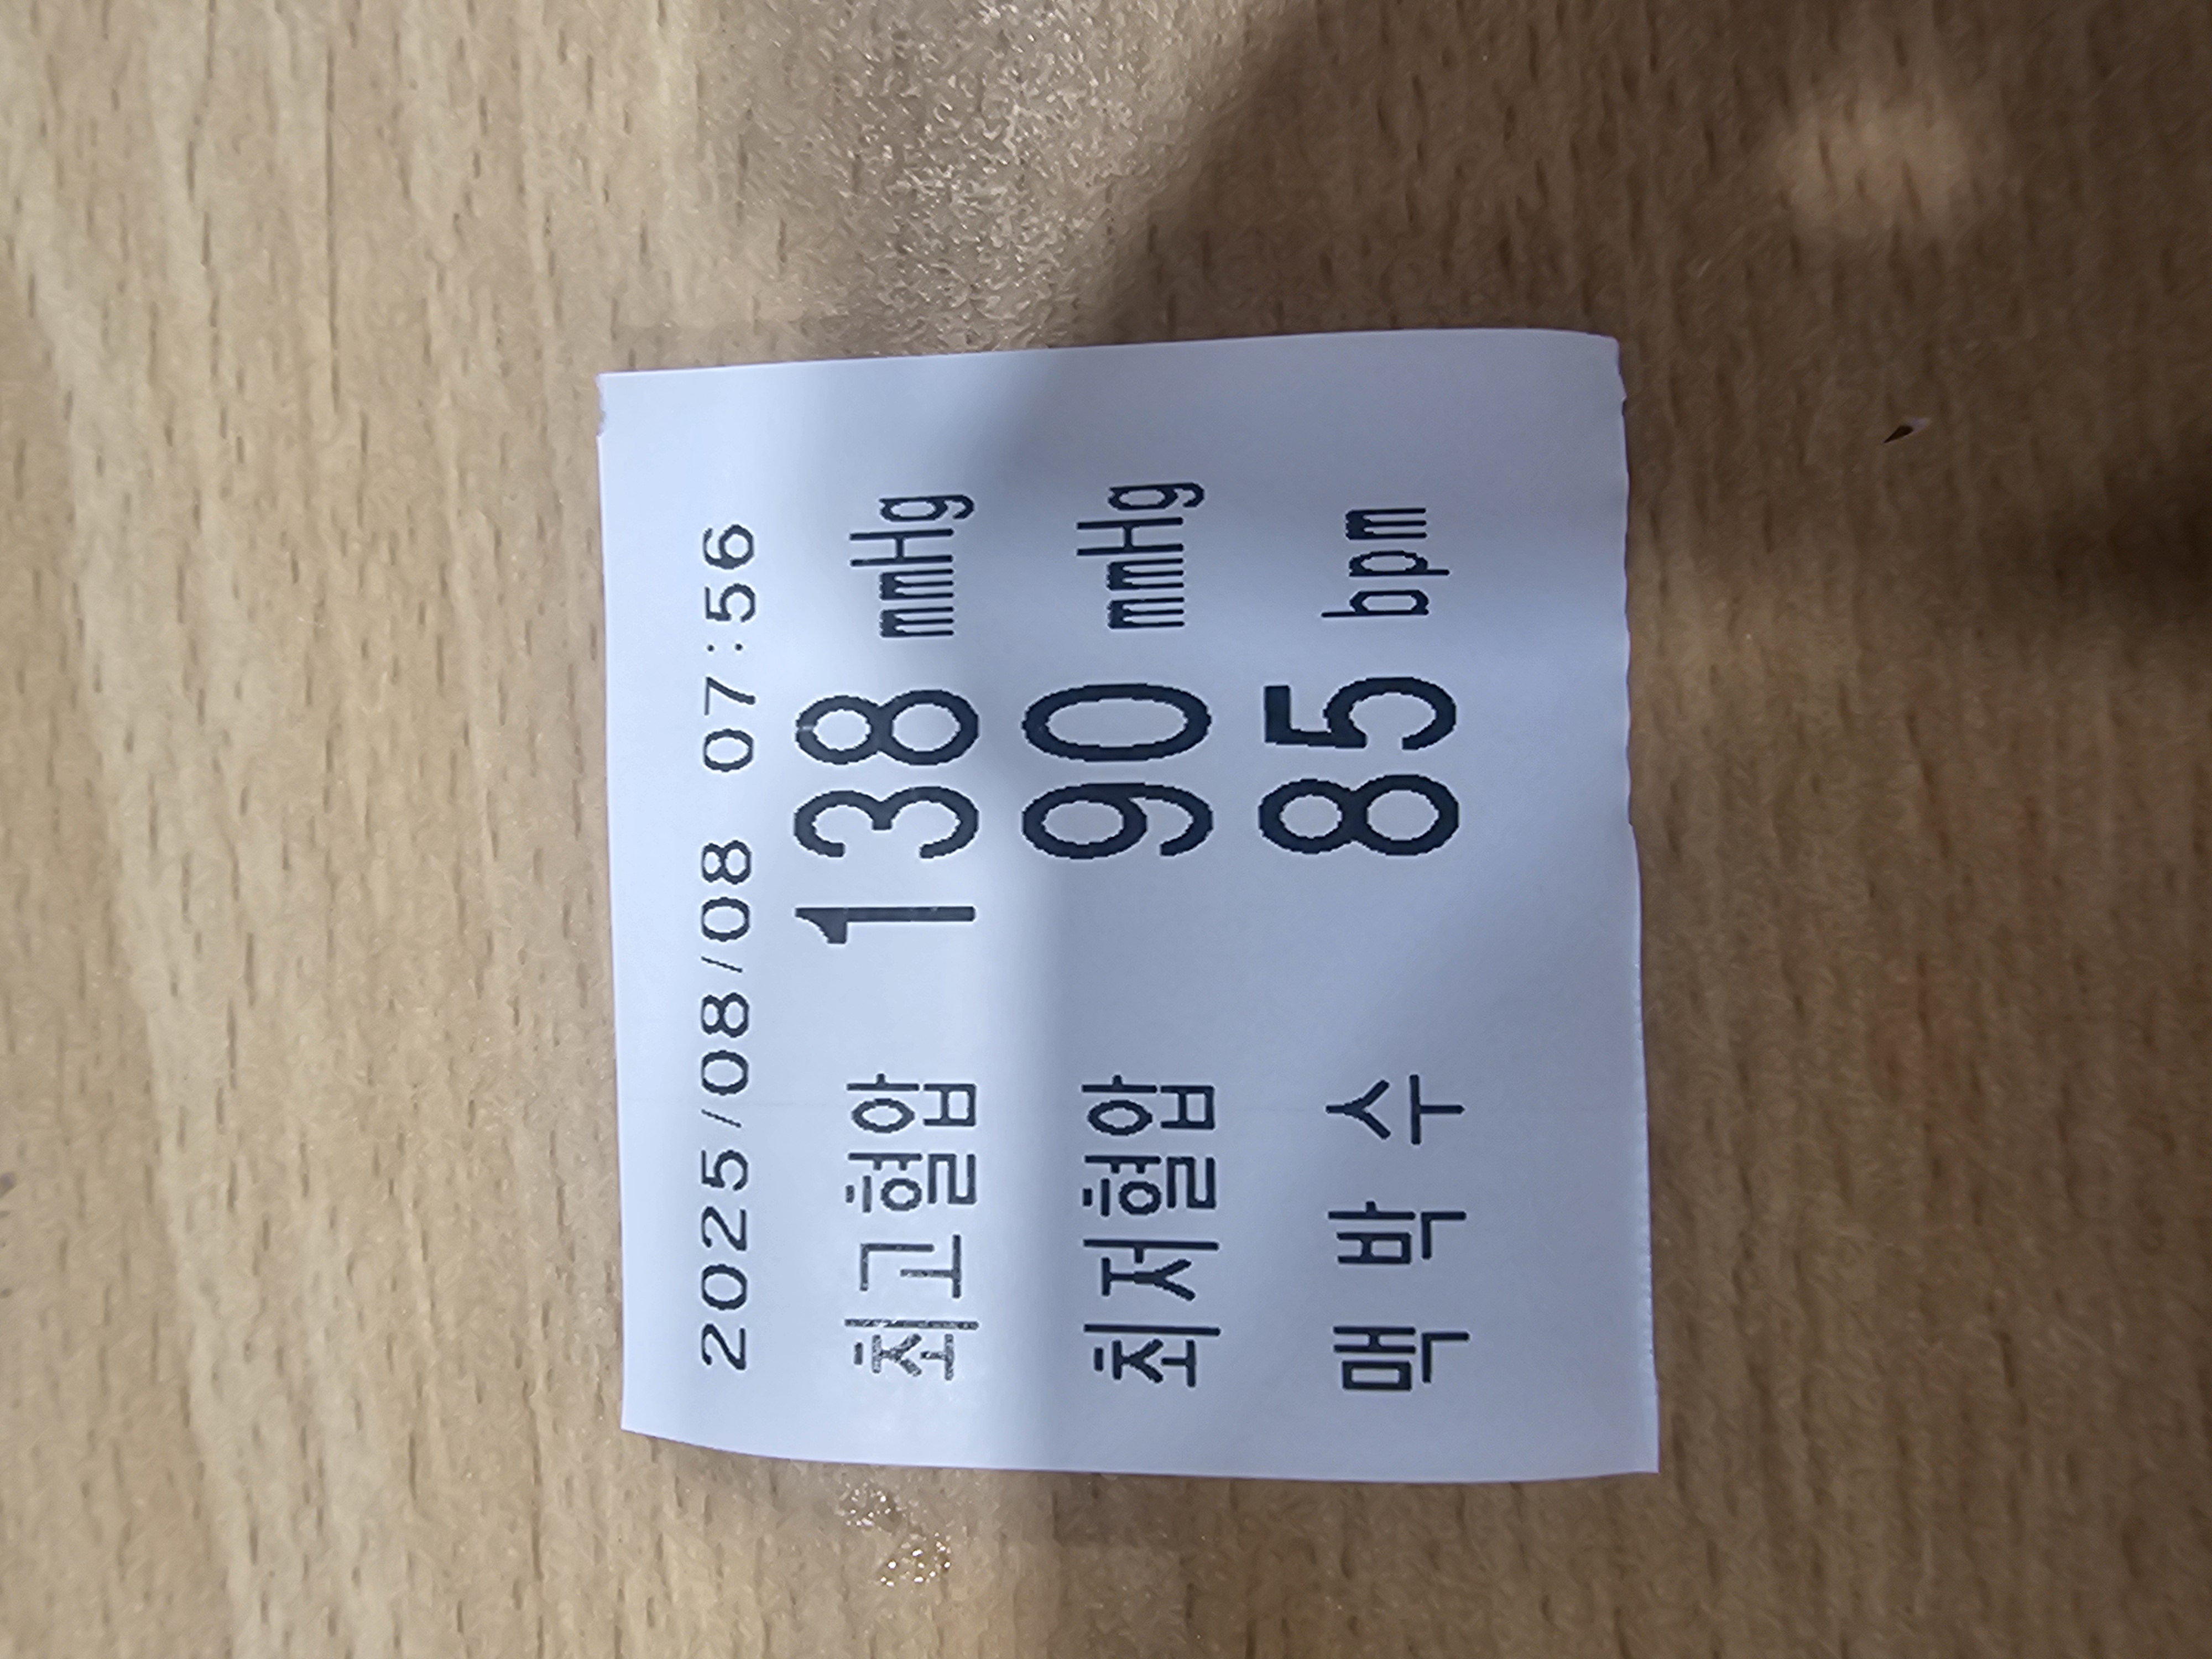 2025/08/08 07:56
최고혈압 138 mmHg
최저혈압 90 mmHg
맥 박 수 85 bpm